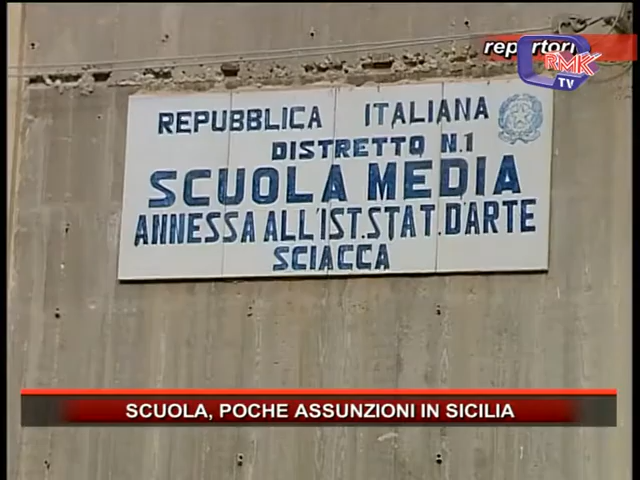 repertorio
RMK
TV
REPUBBLICA ITALIANA
DISTRETTO N.1
SCUOLA MEDIA
ANNESSA ALL'IST.STAT.D'ARTE
SCIACCA
SCUOLA, POCHE ASSUNZIONI IN SICILIA